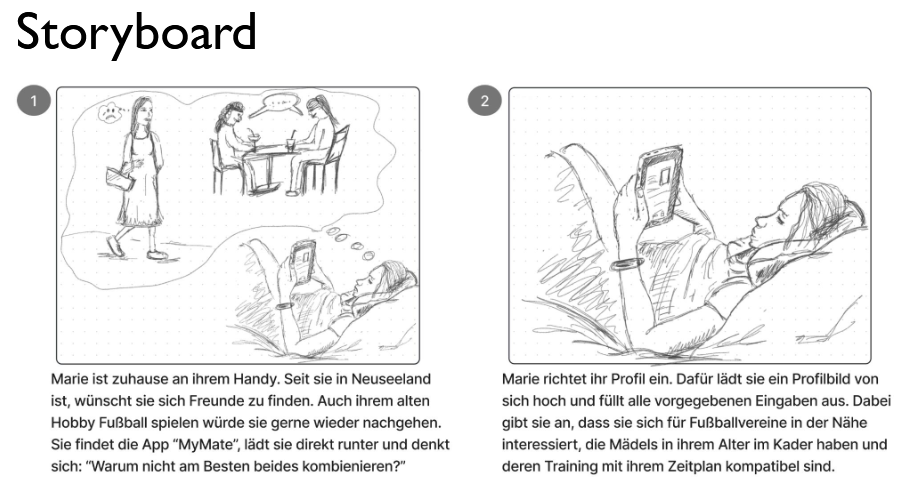 Storyboard
1
Marie ist zuhause an ihrem Handy. Seit sie in Neuseeland
ist, wünscht sie sich Freunde zu finden. Auch ihrem alten
Hobby Fußball spielen würde sie gerne wieder nachgehen.
Sie findet die App “MyMate”, lädt sie direkt runter und denkt
sich: “Warum nicht am Besten beides kombienieren?”
2
Marie richtet ihr Profil ein. Dafür lädt sie ein Profilbild von
sich hoch und füllt alle vorgegebenen Eingaben aus. Dabei
gibt sie an, dass sie sich für Fußballvereine in der Nähe
interessiert, die Mädels in ihrem Alter im Kader haben und
deren Training mit ihrem Zeitplan kompatibel sind.